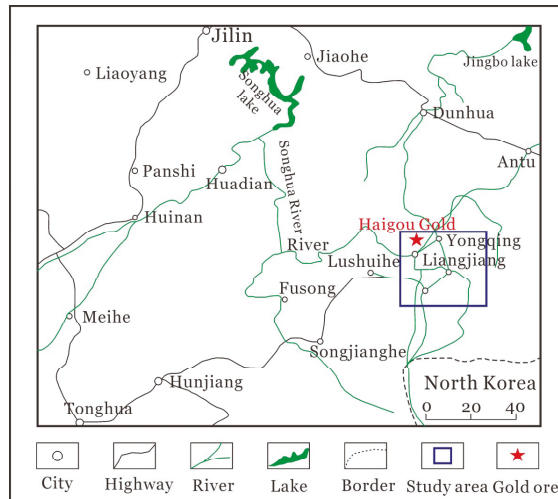 Jilin
Jiaohe
Jingbo lake
Liaoyang
Songhua
lake
Dunhua
Antu
Panshi
Huadian
Songhua River
Huinan
Haigou Gold
Yongqing
River
Lushuihe
Liangjiang
Fusong
Meihe
Songjianghe
Hunjiang
North Korea
Tonghua
0 20 40
City
Highway
River
Lake
Border
Study area
Gold ore